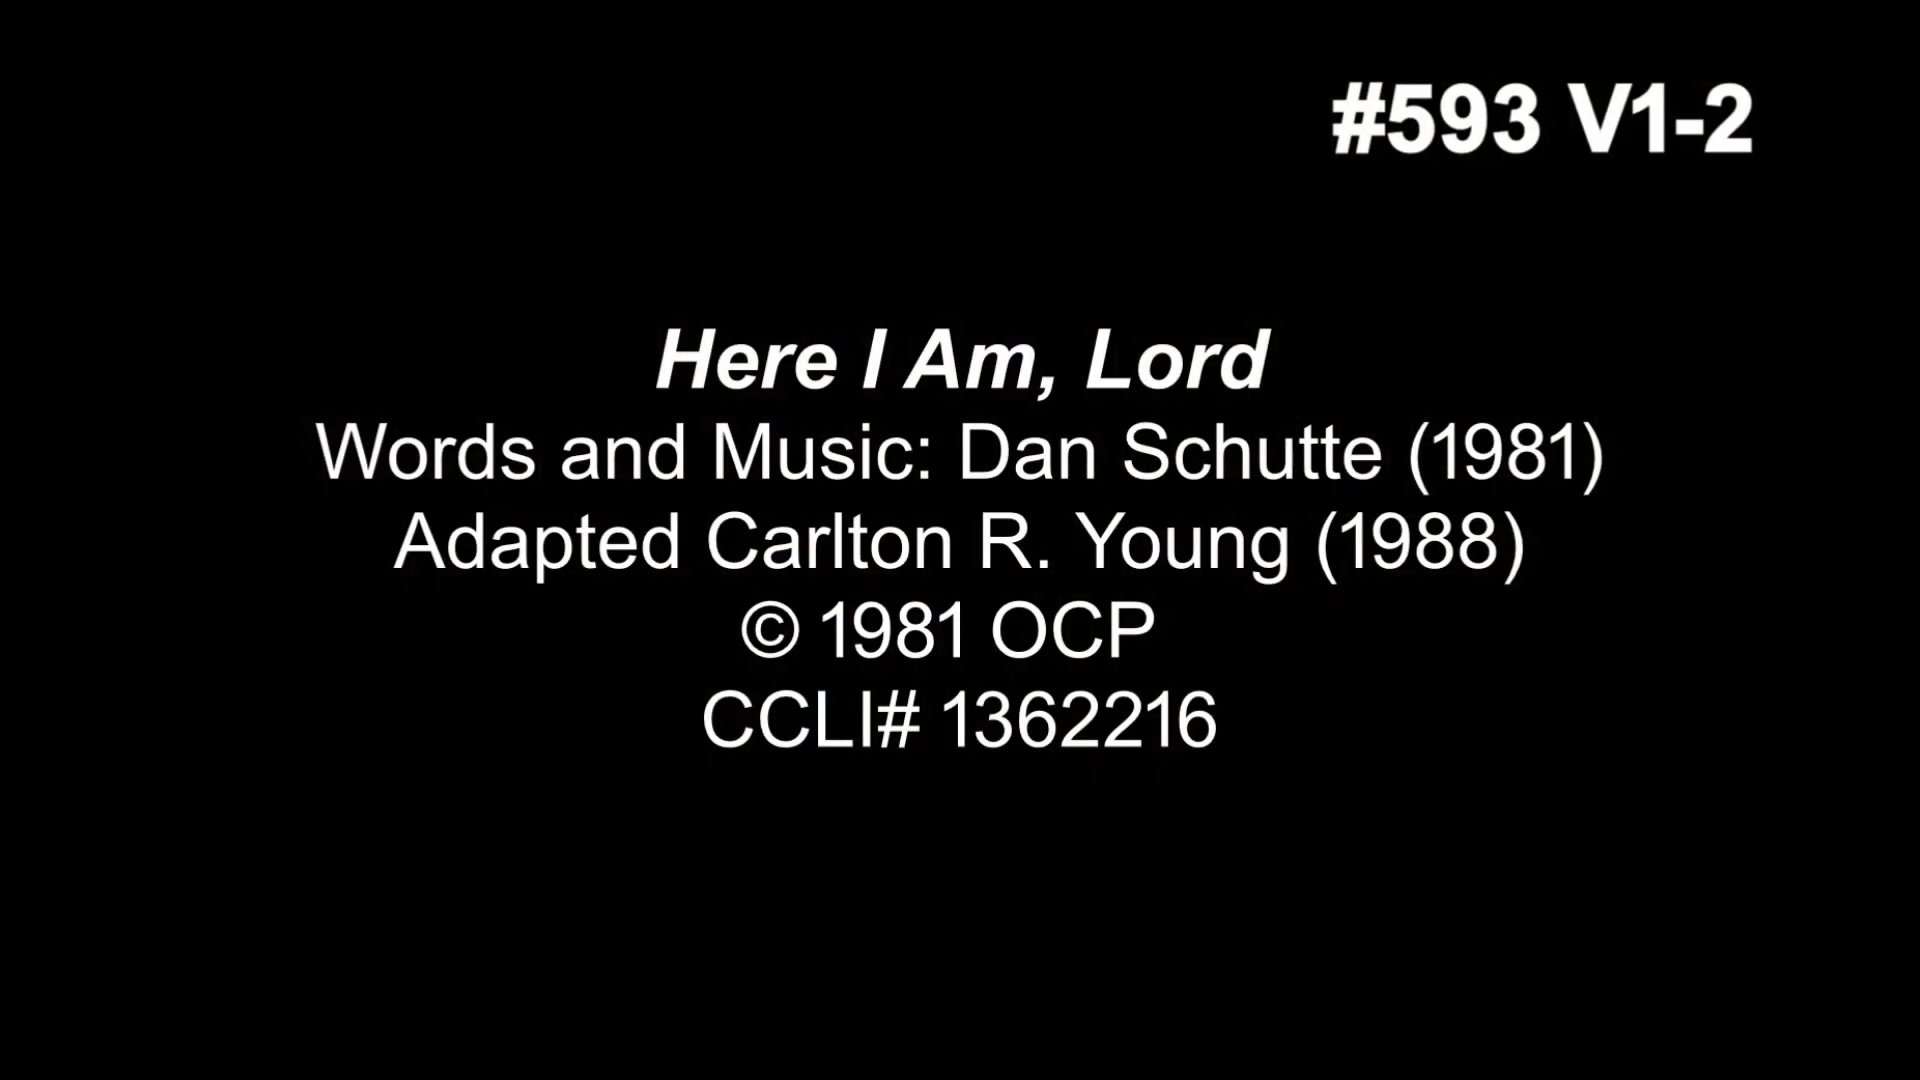 #593 V1-2
Here I Am, Lord
Words and Music: Dan Schutte (1981)
Adapted Carlton R. Young (1988)
© 1981 OCP
CCLI# 1362216